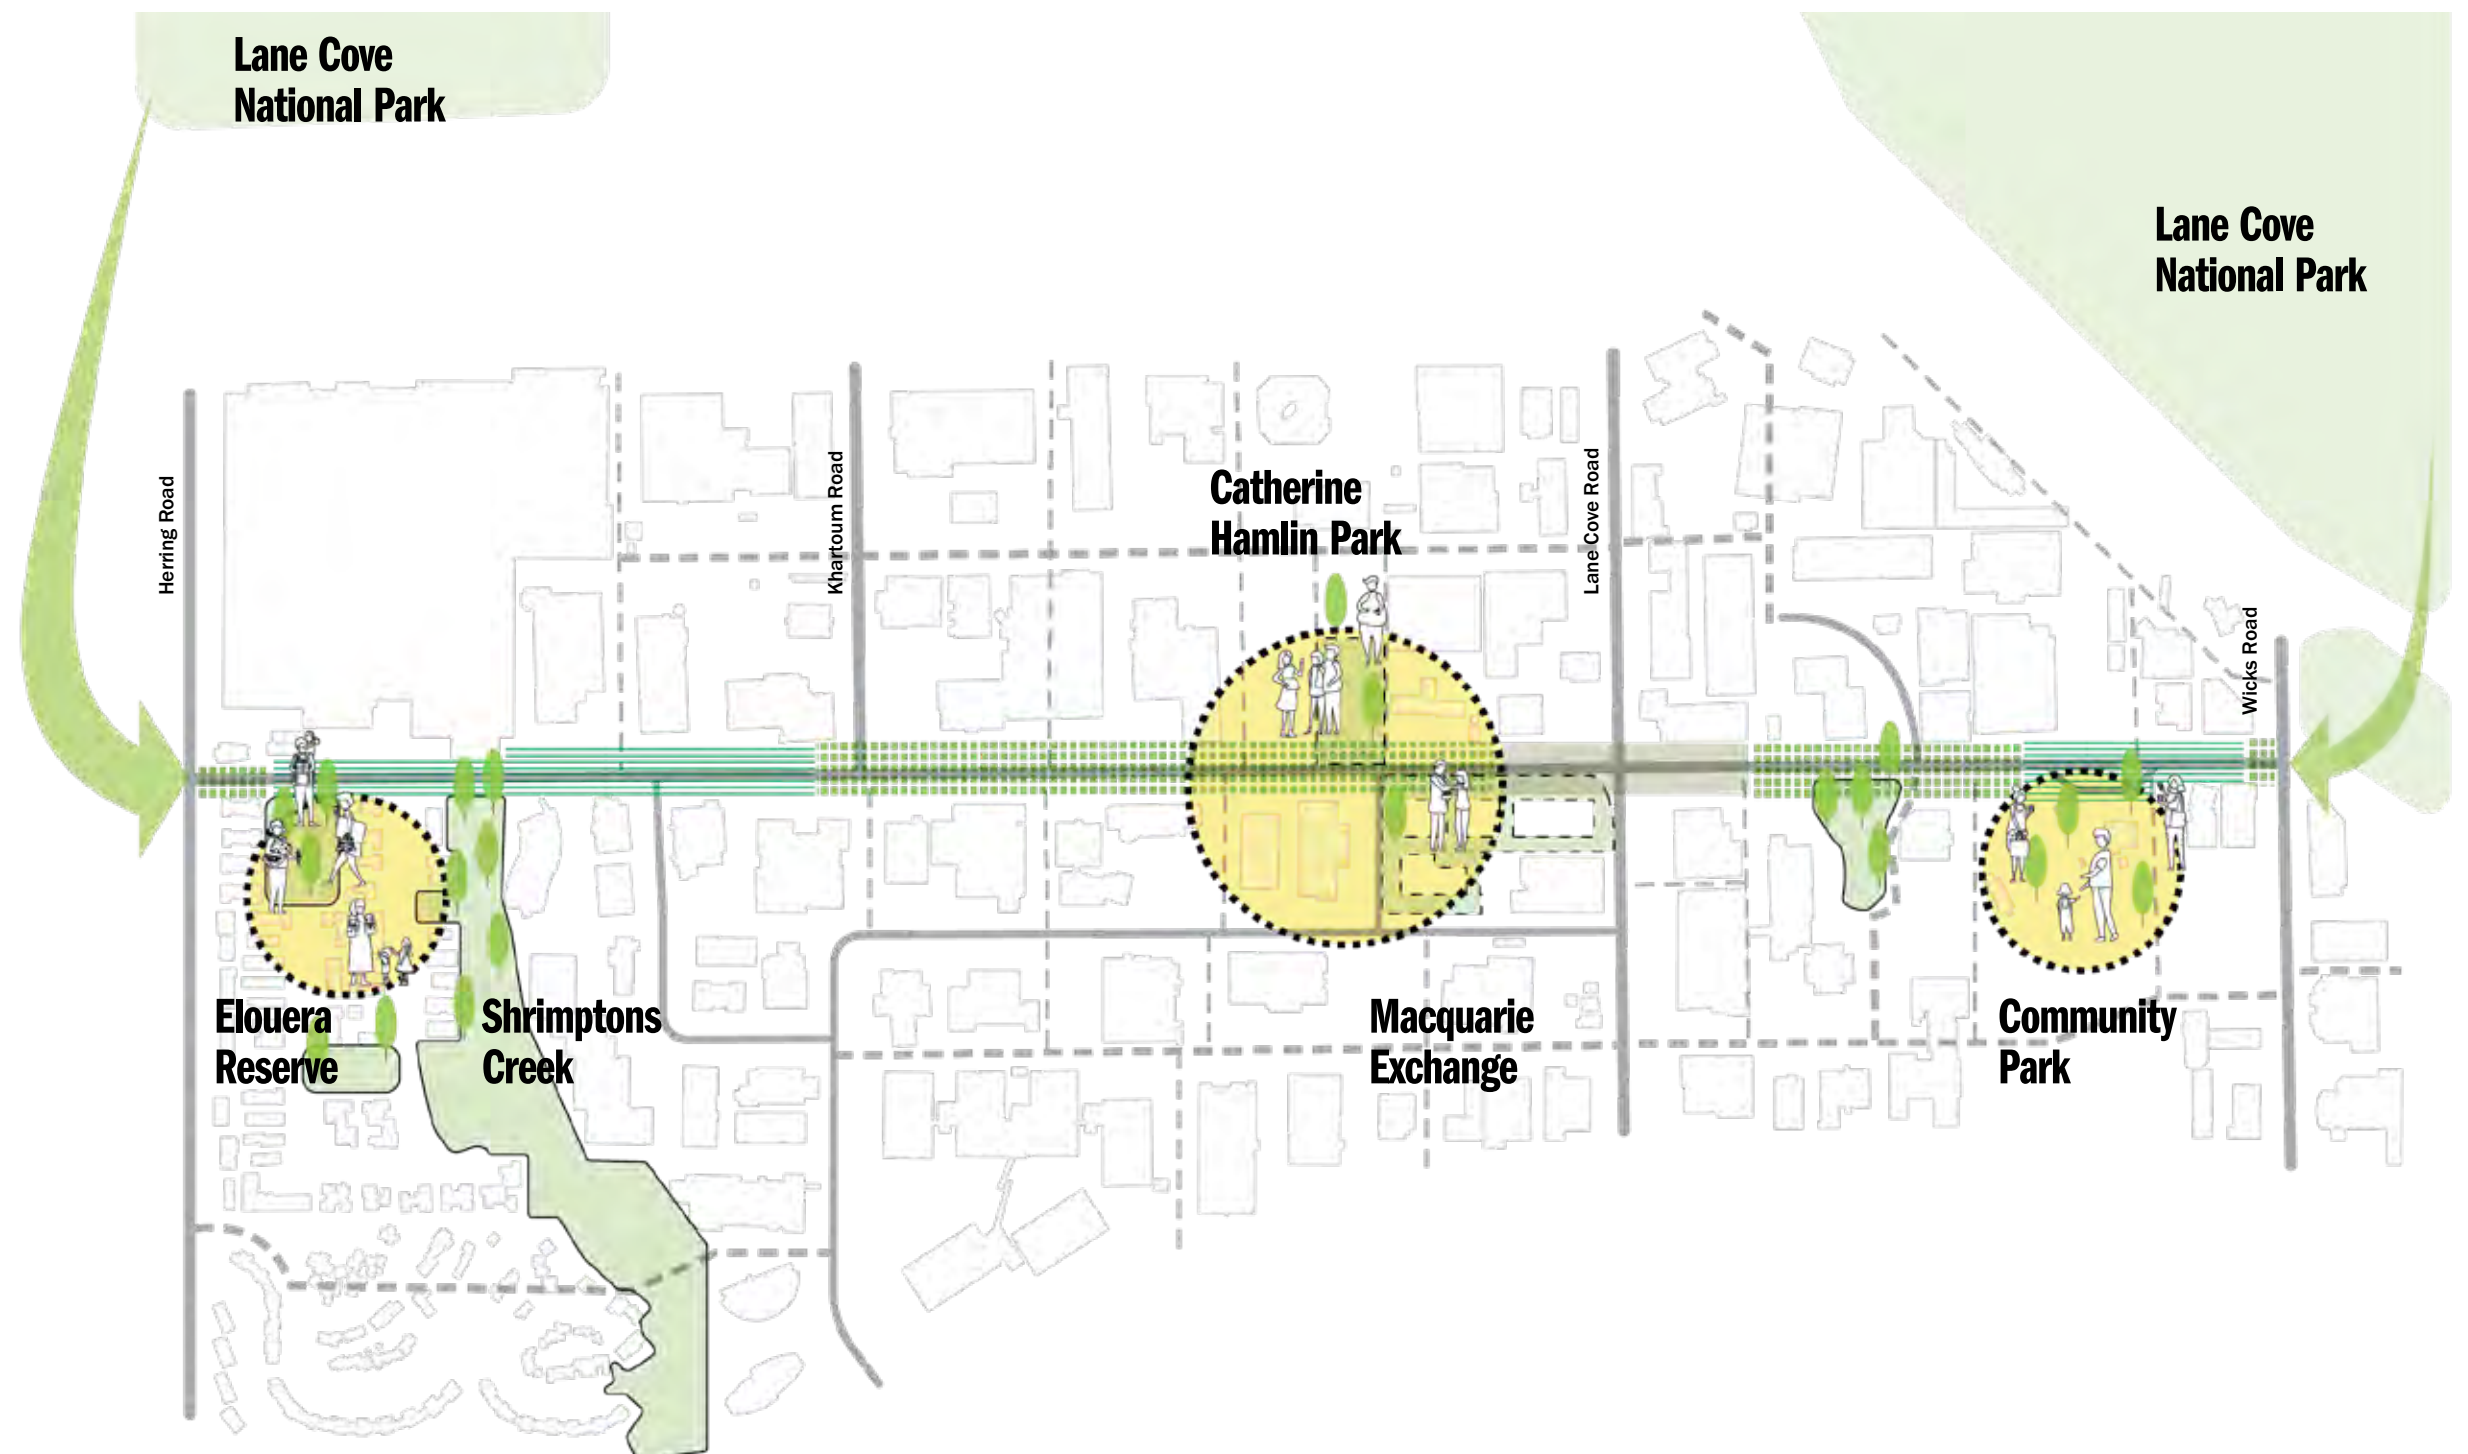 Lane Cove
National Park
Lane Cove
National Park
Herring Road
Khartoum Road
Catherine
Hamlin Park
Lane Cove Road
Wicks Road
Elouera
Reserve
Shrimptons
Creek
Macquarie
Exchange
Community
Park